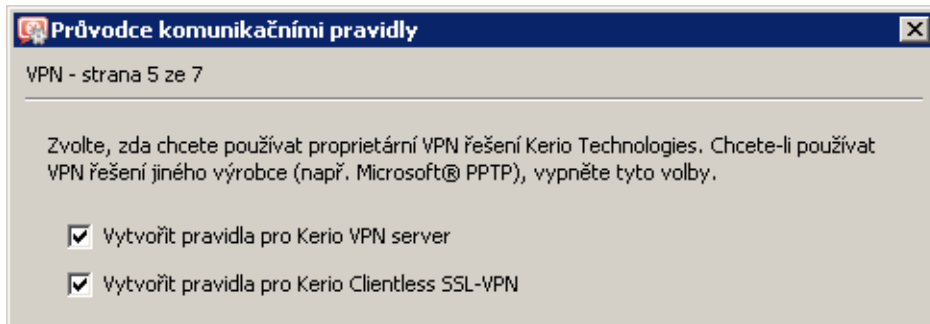 Průvodce komunikačními pravidly
VPN - strana 5 ze 7
Zvolte, zda chcete používat proprietární VPN řešení Kerio Technologies. Chcete-li používat
VPN řešení jiného výrobce (např. Microsoft® PPTP), vypněte tyto volby.
Vytvořit pravidla pro Kerio VPN server
Vytvořit pravidla pro Kerio Clientless SSL-VPN